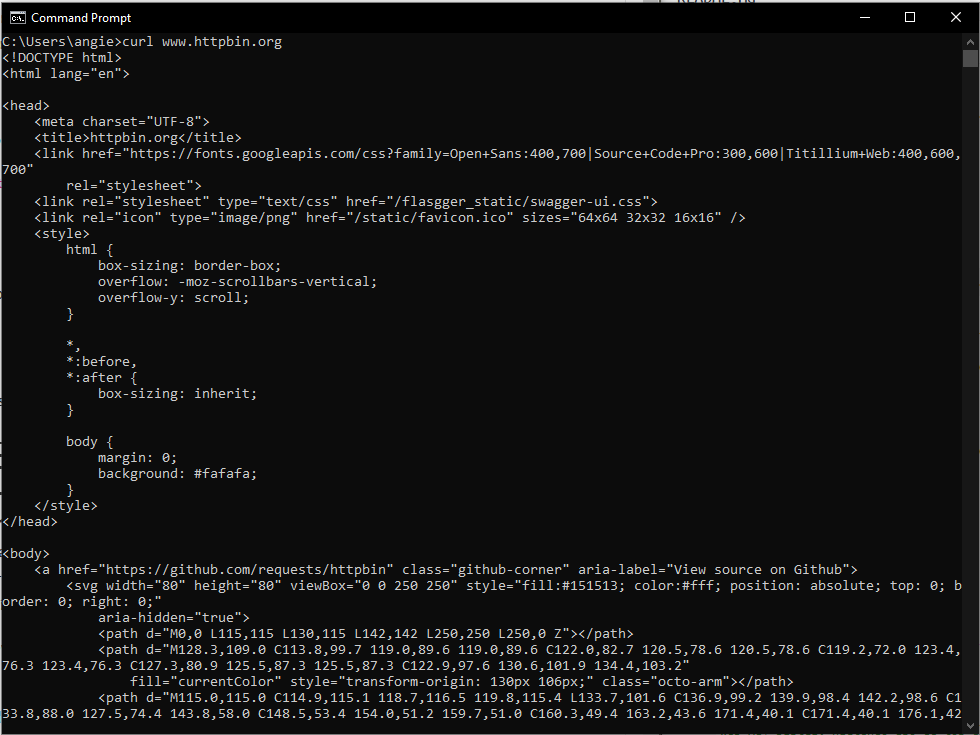 Command Prompt
C:\Users\angie>curl www.httpbin.org
<!DOCTYPE html>
<html lang="en">
<head>
    <meta charset="UTF-8">
    <title>httpbin.org</title>
    <link href="https://fonts.googleapis.com/css?family=Open+Sans:400,700|Source+Code+Pro:300,600|Titillium+Web:400,600,
700"
        rel="stylesheet">
    <link rel="stylesheet" type="text/css" href="/flasgger_static/swagger-ui.css">
    <link rel="icon" type="image/png" href="/static/favicon.ico" sizes="64x64 32x32 16x16" />
    <style>
        html {
            box-sizing: border-box;
            overflow: -moz-scrollbars-vertical;
            overflow-y: scroll;
        }
        *,
        *:before,
        *:after {
            box-sizing: inherit;
        }
        body {
            margin: 0;
            background: #fafafa;
        }
    </style>
</head>
<body>
    <a href="https://github.com/requests/httpbin" class="github-corner" aria-label="View source on Github">
        <svg width="80" height="80" viewBox="0 0 250 250" style="fill:#151513; color:#fff; position: absolute; top: 0; b
order: 0; right: 0;"
            aria-hidden="true">
            <path d="M0,0 L115,115 L130,115 L142,142 L250,250 L250,0 Z"></path>
            <path d="M128.3,109.0 C113.8,99.7 119.0,89.6 119.0,89.6 C122.0,82.7 120.5,78.6 120.5,78.6 C119.2,72.0 123.4,
76.3 123.4,76.3 C127.3,80.9 125.5,87.3 125.5,87.3 C122.9,97.6 130.6,101.9 134.4,103.2"
                fill="currentColor" style="transform-origin: 130px 106px;" class="octo-arm"></path>
            <path d="M115.0,115.0 C114.9,115.1 118.7,116.5 119.8,115.4 L133.7,101.6 C136.9,99.2 139.9,98.4 142.2,98.6 C1
33.8,88.0 127.5,74.4 143.8,58.0 C148.5,53.4 154.0,51.2 159.7,51.0 C160.3,49.4 163.2,43.6 171.4,40.1 C171.4,40.1 176.1,42